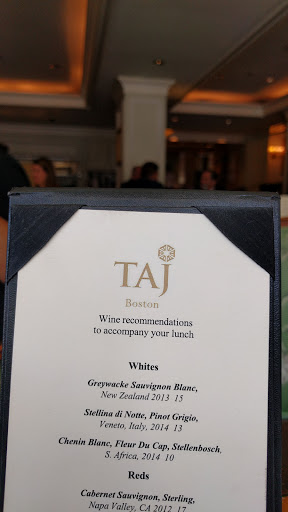 TAJ
Boston
Wine recommendations
to accompany your lunch
Whites
Greywacke Sauvignon Blanc,
New Zealand 2013 15
Stellina di Notte, Pinot Grigio,
Veneto, Italy, 2014 13
Chenin Blanc, Fleur Du Cap, Stellenbosch,
S. Africa, 2014 10
Reds
Cabernet Sauvignon, Sterling,
Napa Valley, CA 2012 17